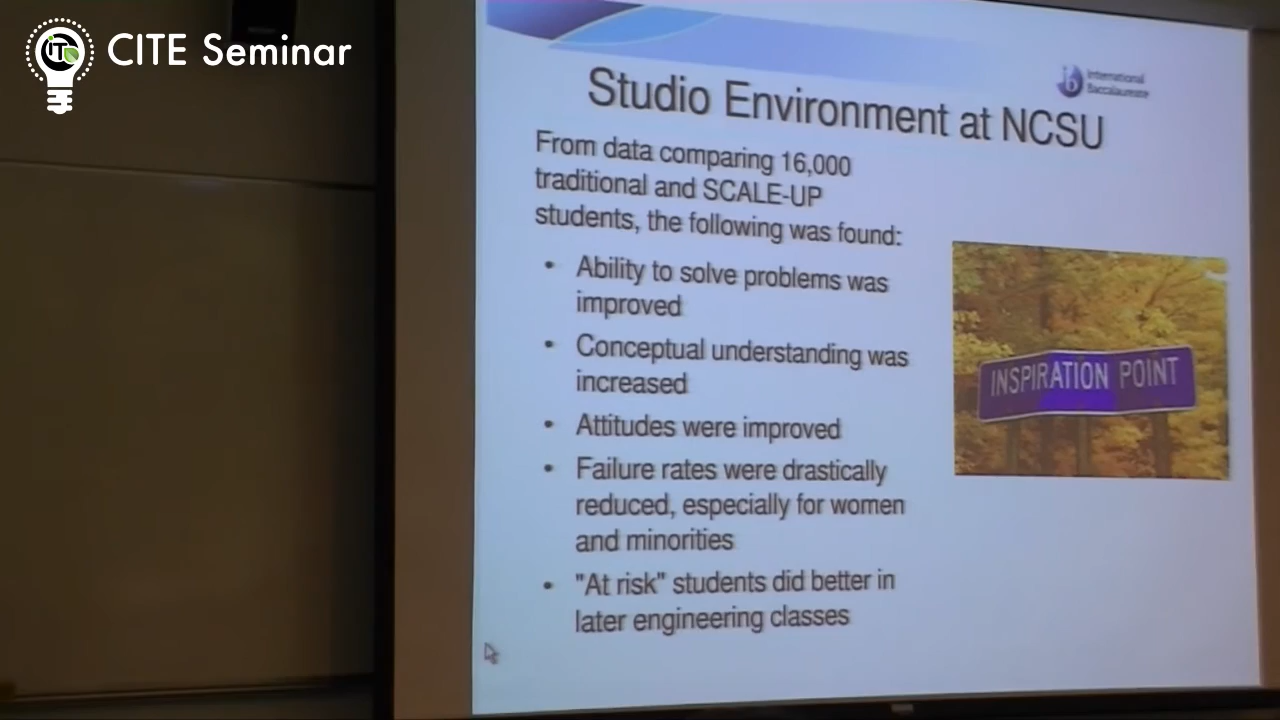 iT
CITE Seminar
International
Baccalaureate
Studio Environment at NCSU
From data comparing 16,000
traditional and SCALE-UP
students, the following was found:
• Ability to solve problems was
improved
• Conceptual understanding was
increased
• Attitudes were improved
• Failure rates were drastically
reduced, especially for women
and minorities
• "At risk" students did better in
later engineering classes
INSPIRATION POINT